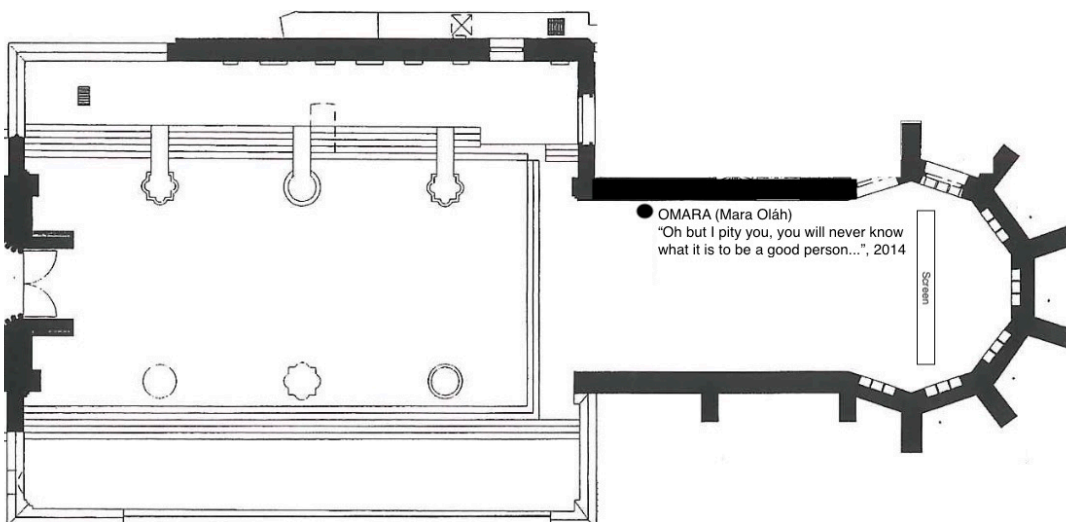 OMARA (Mara Oláh)
“Oh but I pity you, you will never know
what it is to be a good person...”, 2014
Screen